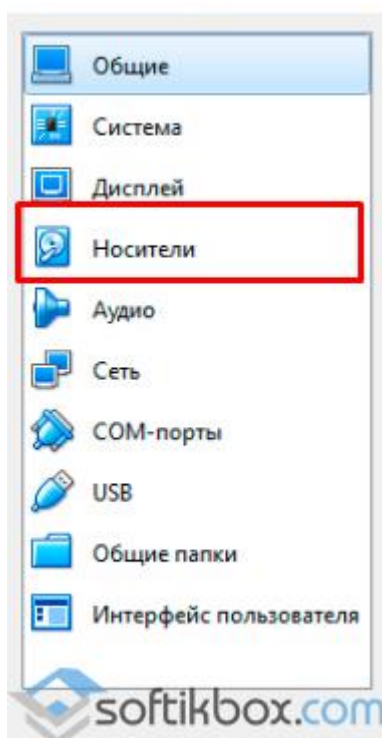 Общие
Система
Дисплей
Носители
Аудио
Сеть
COM-порты
USB
Общие папки
Интерфейс пользователя
softikbox.com